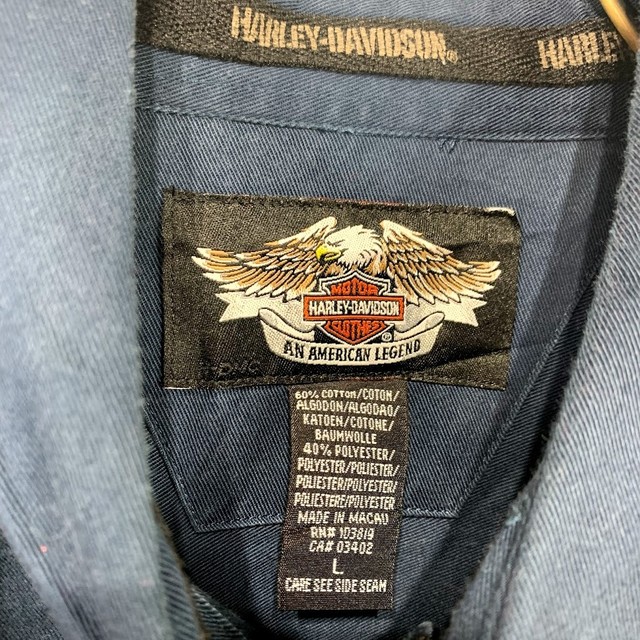 HARLEY-DAVIDSON®
HARLE
MOTOR
HARLEY-DAVIDSON
CLOTHES
®
AN AMERICAN LEGEND
60% COTTON/COTON/
ALGODON/ALGODAO/
KATOEN/COTONE/
BAUMWOLLE
40% POLYESTER/
POLYESTER/POLIESTER/
POLIESTER/POLYESTER/
POLIESTERE/POLYESTER
MADE IN MACAU
RN# 103819
CA# 03402
L
CARE SEE SIDE SEAM